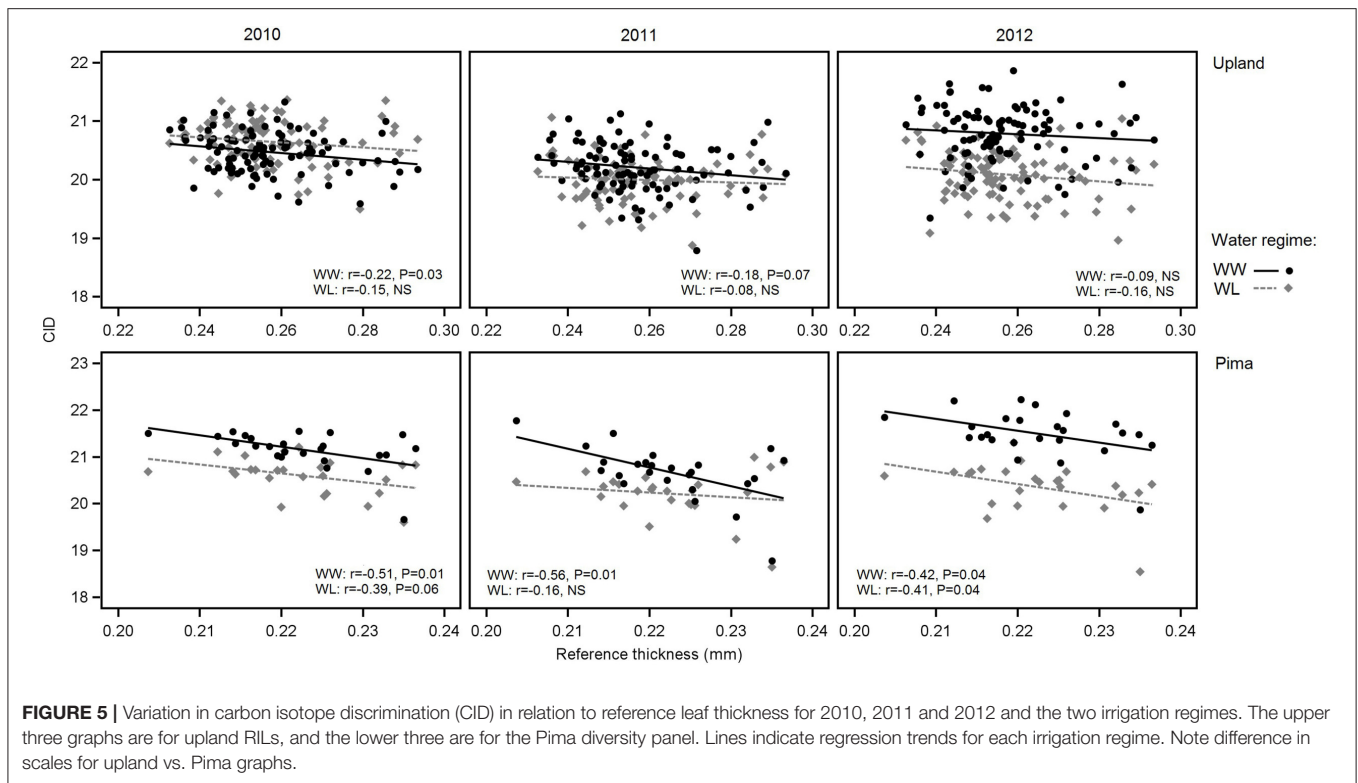 2010 2011 2012
22
21
20
19
18
WW: r=-0.22, P=0.03
WL: r=-0.15, NS
WW: r=-0.18, P=0.07
WL: r=-0.08, NS
WW: r=-0.09, NS
WL: r=-0.16, NS
Upland
Water regime:
WW
WL
0.22 0.24 0.26 0.28 0.30 0.22 0.24 0.26 0.28 0.30 0.22 0.24 0.26 0.28 0.30
CID
Pima
23
22
21
20
19
18
WW: r=-0.51, P=0.01
WL: r=-0.39, P=0.06
WW: r=-0.56, P=0.01
WL: r=-0.16, NS
WW: r=-0.42, P=0.04
WL: r=-0.41, P=0.04
0.20 0.21 0.22 0.23 0.24 0.20 0.21 0.22 0.23 0.24 0.20 0.21 0.22 0.23 0.24
Reference thickness (mm)
FIGURE 5 | Variation in carbon isotope discrimination (CID) in relation to reference leaf thickness for 2010, 2011 and 2012 and the two irrigation regimes. The upper
three graphs are for upland RILs, and the lower three are for the Pima diversity panel. Lines indicate regression trends for each irrigation regime. Note difference in
scales for upland vs. Pima graphs.